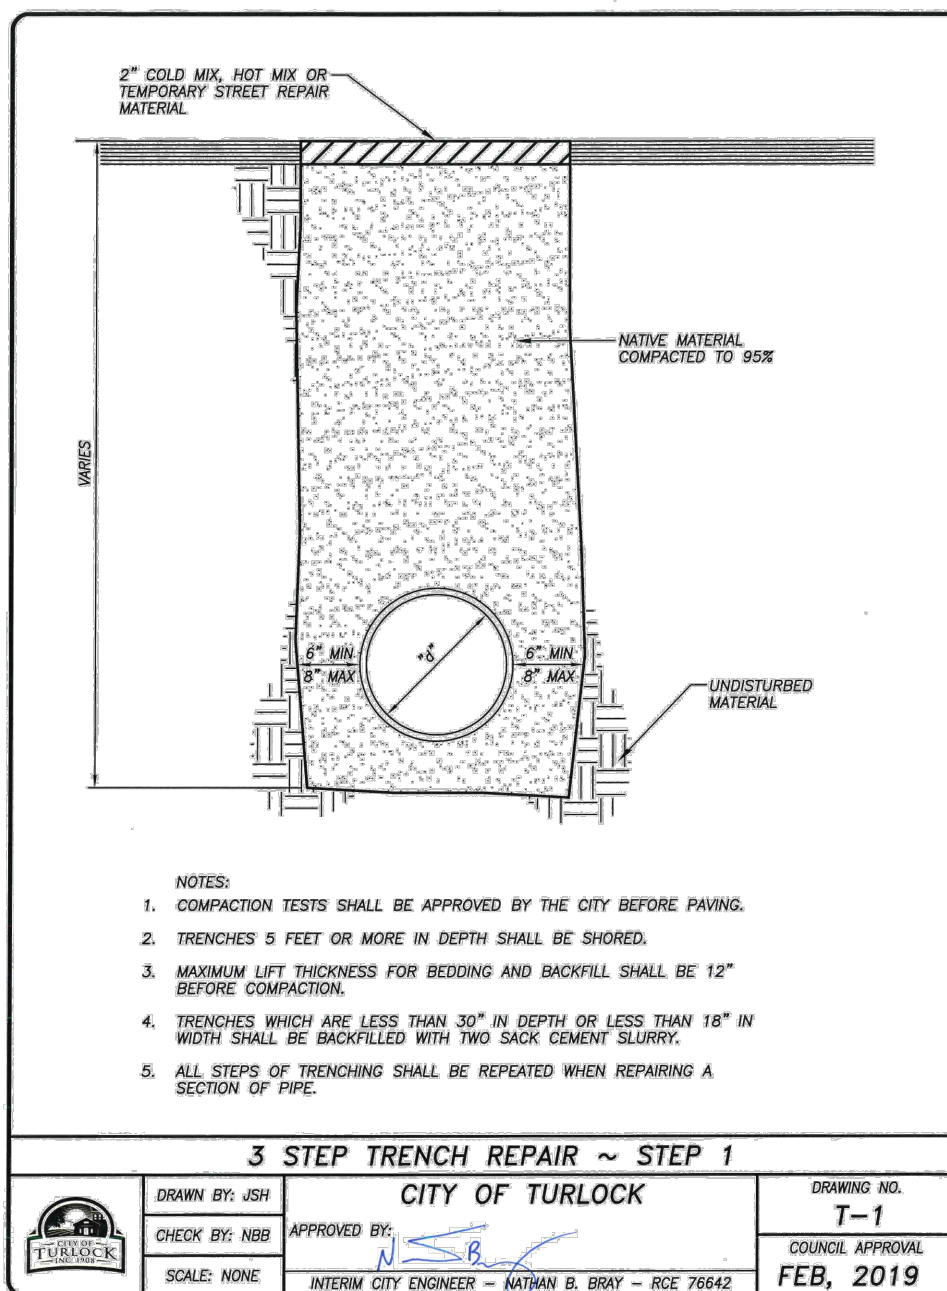 2" COLD MIX, HOT MIX OR
TEMPORARY STREET REPAIR
MATERIAL
NATIVE MATERIAL
COMPACTED TO 95%
VARIES
6" MIN
8" MAX
"d"
6" MIN
8" MAX
UNDISTURBED
MATERIAL
NOTES:
1. COMPACTION TESTS SHALL BE APPROVED BY THE CITY BEFORE PAVING.
2. TRENCHES 5 FEET OR MORE IN DEPTH SHALL BE SHORED.
3. MAXIMUM LIFT THICKNESS FOR BEDDING AND BACKFILL SHALL BE 12"
BEFORE COMPACTION.
4. TRENCHES WHICH ARE LESS THAN 30" IN DEPTH OR LESS THAN 18" IN
WIDTH SHALL BE BACKFILLED WITH TWO SACK CEMENT SLURRY.
5. ALL STEPS OF TRENCHING SHALL BE REPEATED WHEN REPAIRING A
SECTION OF PIPE.
3 STEP TRENCH REPAIR ~ STEP 1
CITY OF
TURLOCK
INC. 1908
DRAWN BY: JSH
CHECK BY: NBB
SCALE: NONE
CITY OF TURLOCK
APPROVED BY:
N B
INTERIM CITY ENGINEER - NATHAN B. BRAY - RCE 76642
DRAWING NO.
T-1
COUNCIL APPROVAL
FEB, 2019